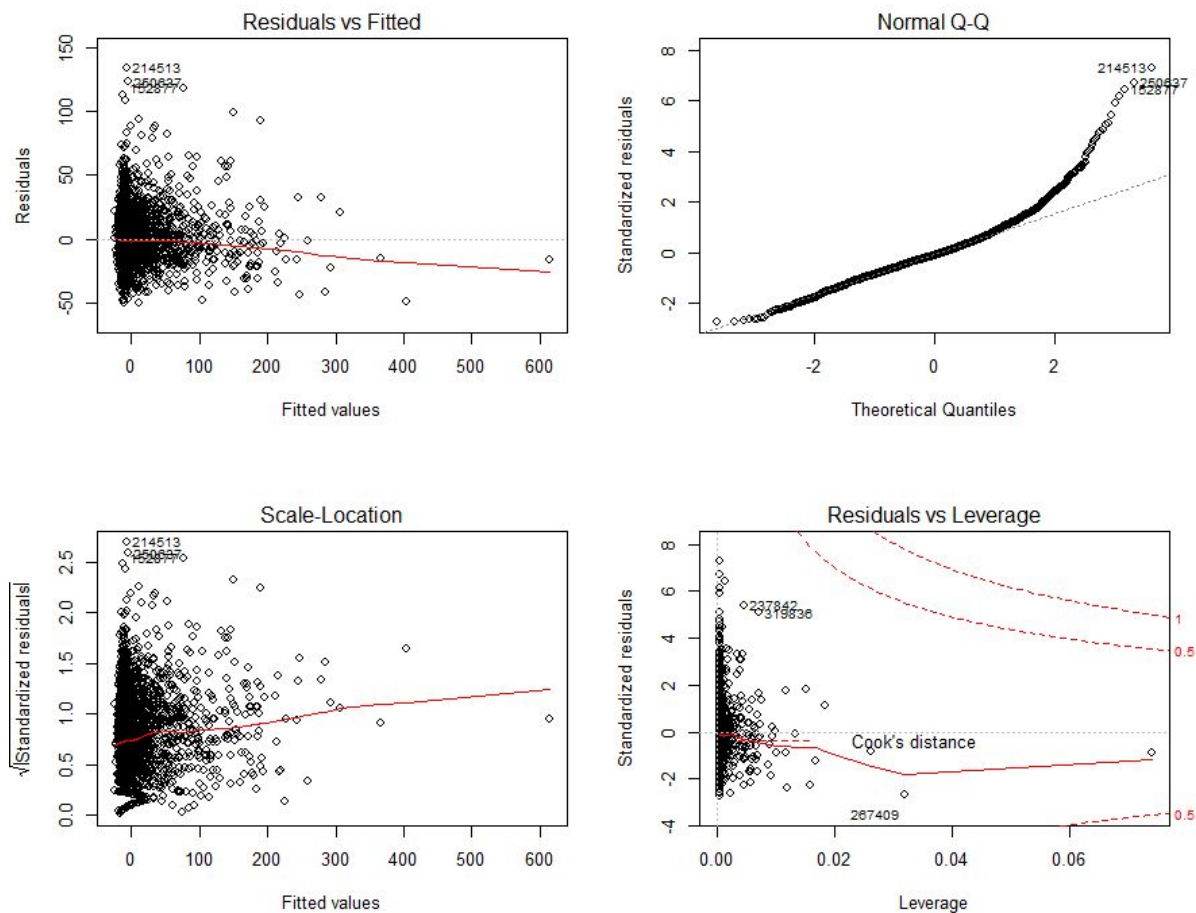 Residuals vs Fitted
150
100
50
0
-50
Residuals
214513
250637
152877
0 100 200 300 400 500 600
Fitted values
Normal Q-Q
8
6
4
2
0
-2
Standardized residuals
214513
250637
152877
-2 0 2
Theoretical Quantiles
Scale-Location
2.5
2.0
1.5
1.0
0.5
0.0
√|Standardized residuals|
214513
250637
152877
0 100 200 300 400 500 600
Fitted values
Residuals vs Leverage
8
6
4
2
0
-2
-4
Standardized residuals
237842
319836
Cook's distance
267409
1
0.5
0.5
0.00 0.02 0.04 0.06
Leverage